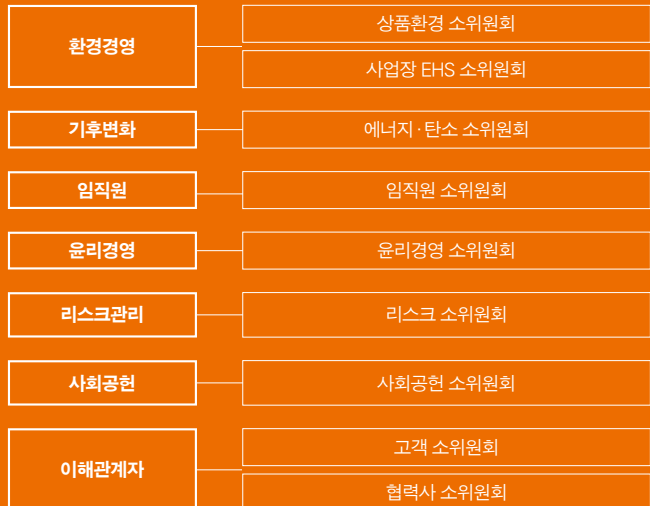 환경경영
상품환경 소위원회
사업장 EHS 소위원회
기후변화
에너지·탄소 소위원회
임직원
임직원 소위원회
윤리경영
윤리경영 소위원회
리스크관리
리스크 소위원회
사회공헌
사회공헌 소위원회
이해관계자
고객 소위원회
협력사 소위원회